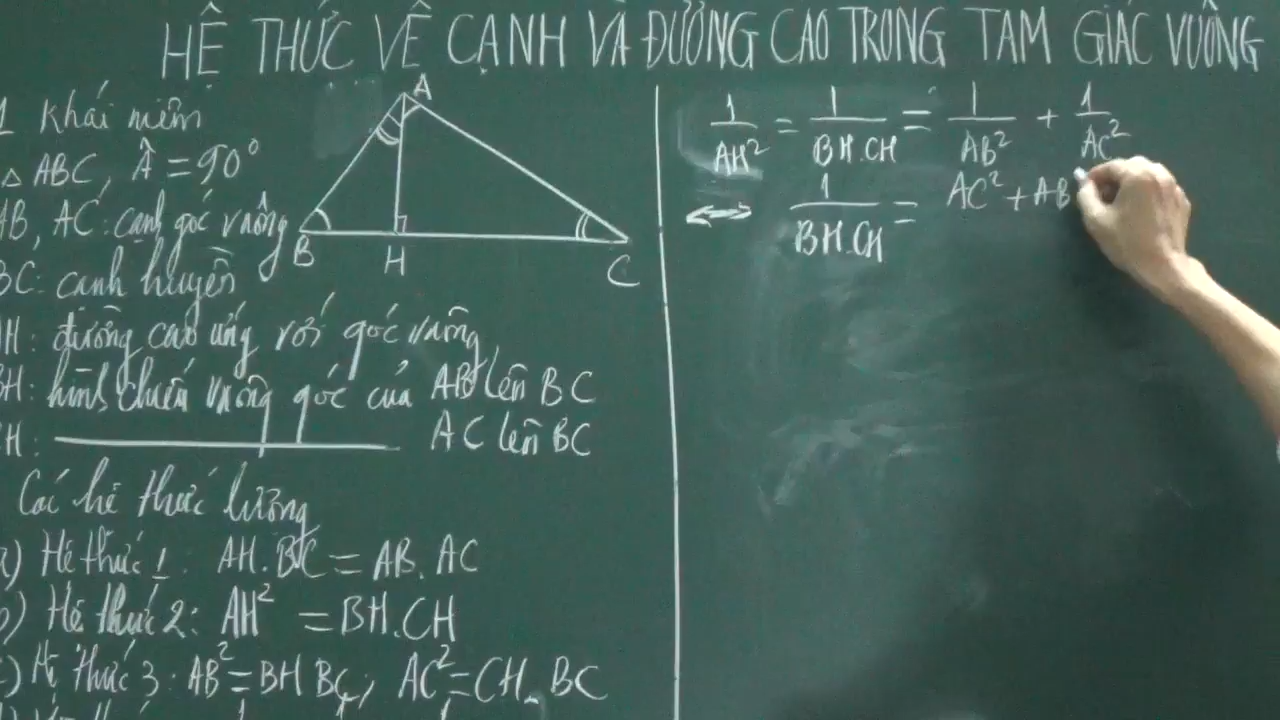 HỆ THỨC VỀ CẠNH VÀ ĐƯỜNG CAO TRONG TAM GIÁC VUÔNG
1 Khái niệm
△ ABC, Â = 90°
AB, AC: cạnh góc vuông
BC: cạnh huyền
AH: đường cao ứng với góc vuông
BH: hình chiếu vuông góc của AB lên BC
CH: AC lên BC
Các hệ thức lượng
a) Hệ thức 1: AH.BC = AB.AC
b) Hệ thức 2: AH² = BH.CH
c) Hệ thức 3: AB² = BH BC, AC² = CH.BC
A
B
H
C
1/AH² = 1/BH.CH = 1/AB² + 1/AC²
⟷ 1/BH.CH = AC² + AB